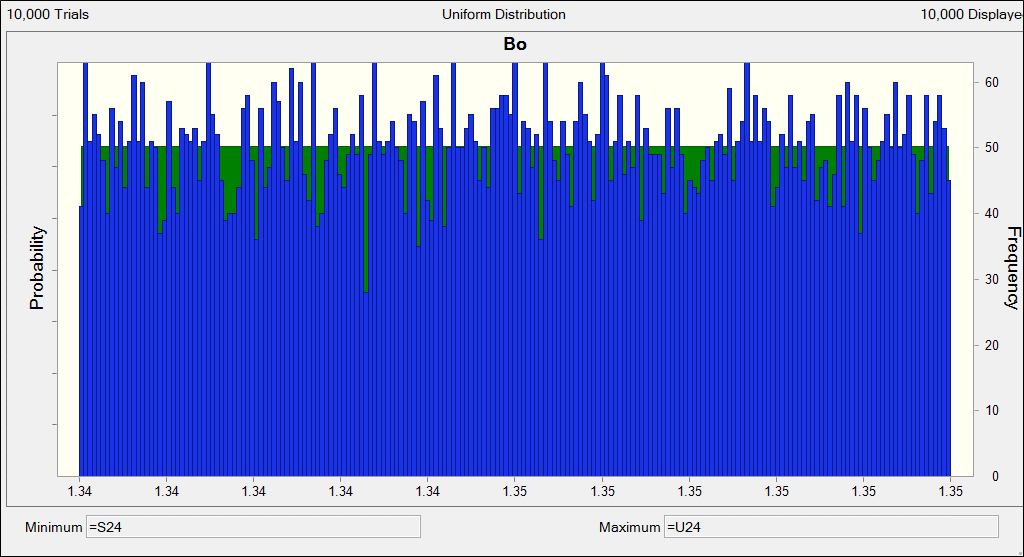 10,000 Trials
Uniform Distribution
10,000 Displaye
Bo
Probability
Frequency
60
50
40
30
20
10
0
1.34 1.34 1.34 1.34 1.34 1.35 1.35 1.35 1.35 1.35 1.35
Minimum =S24
Maximum =U24